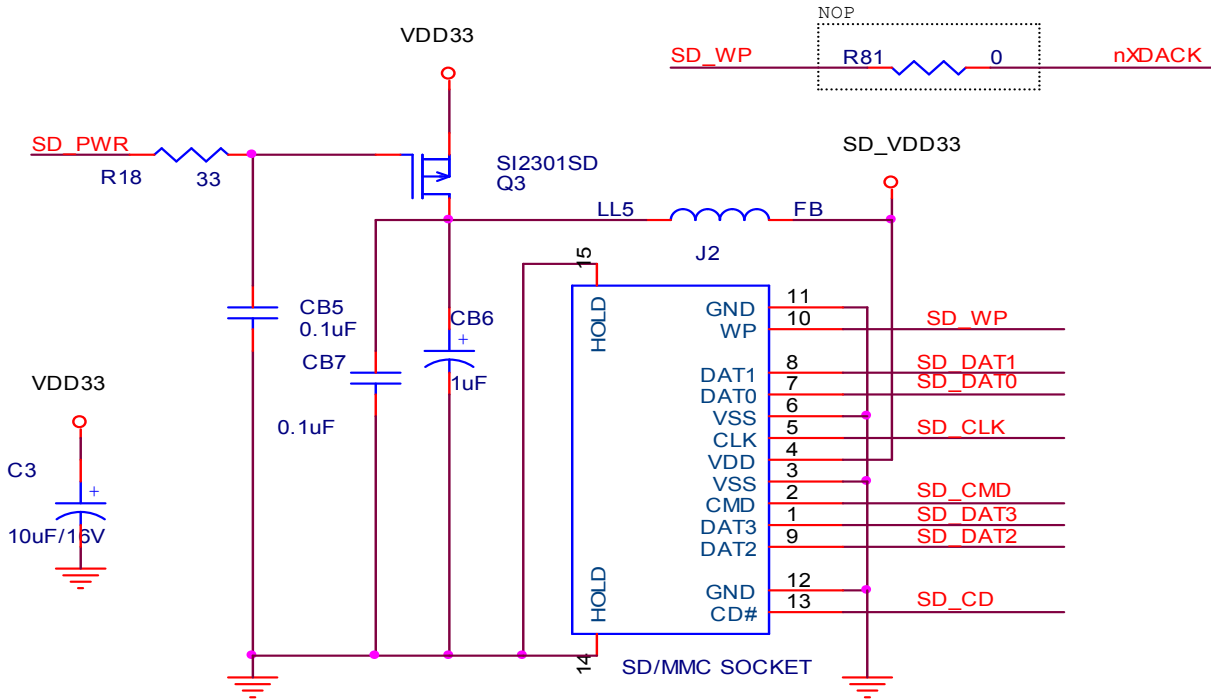 NOP
VDD33
SD_WP R81 0 nXDACK
SD_PWR
R18 33
SI2301SD
Q3
SD_VDD33
LL5 FB
J2
15
HOLD
GND 11
WP 10 SD_WP
CB5
0.1uF
CB6
1uF
CB7
0.1uF
DAT1 8 SD_DAT1
DAT0 7 SD_DAT0
VSS 6
CLK 5 SD_CLK
VDD 4
VSS 3
CMD 2 SD_CMD
DAT3 1 SD_DAT3
DAT2 9 SD_DAT2
VDD33
C3
+
+
10uF/16V
HOLD
GND 12
CD# 13 SD_CD
14
SD/MMC SOCKET